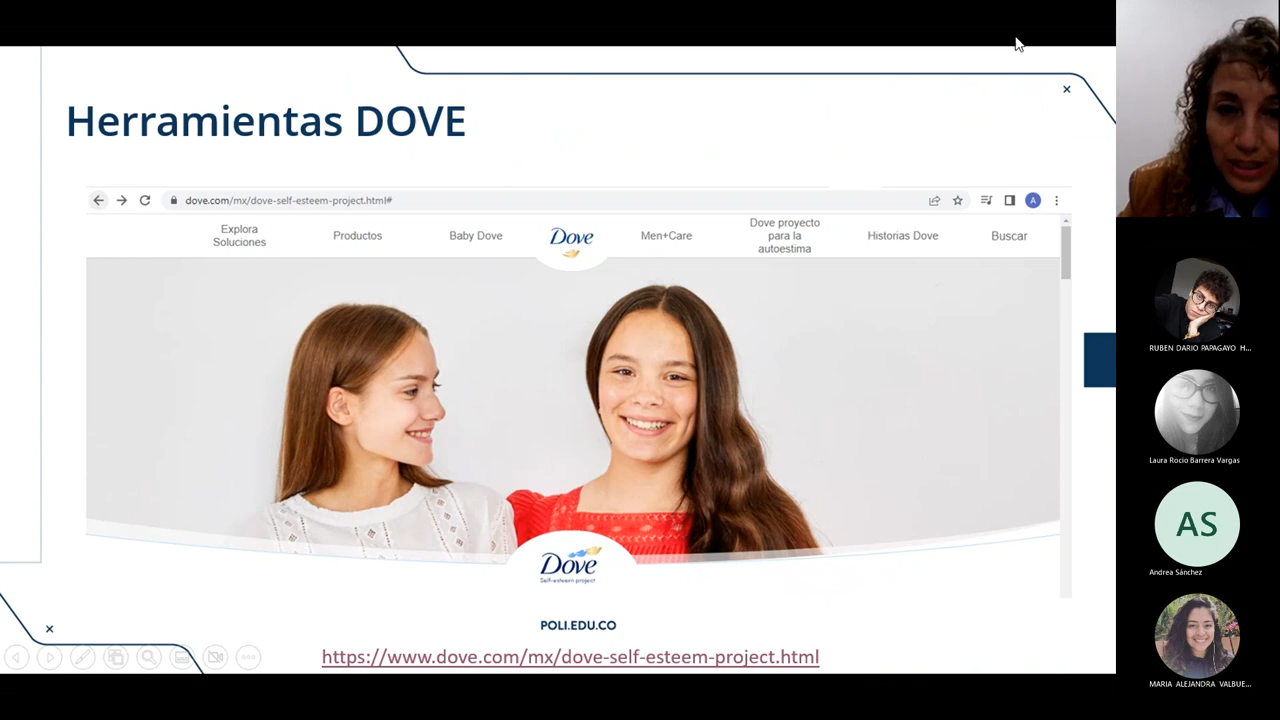 Herramientas DOVE
dove.com/mx/dove-self-esteem-project.html#
A
Explora
Soluciones
Productos
Baby Dove
Dove
Men+Care
Dove proyecto
para la
autoestima
Historias Dove
Buscar
Dove
Self-esteem project
POLI.EDU.CO
https://www.dove.com/mx/dove-self-esteem-project.html
RUBEN DARIO PAPAGAYO H...
Laura Rocio Barrera Vargas
AS
Andrea Sánchez
MARIA ALEJANDRA VALBUE...